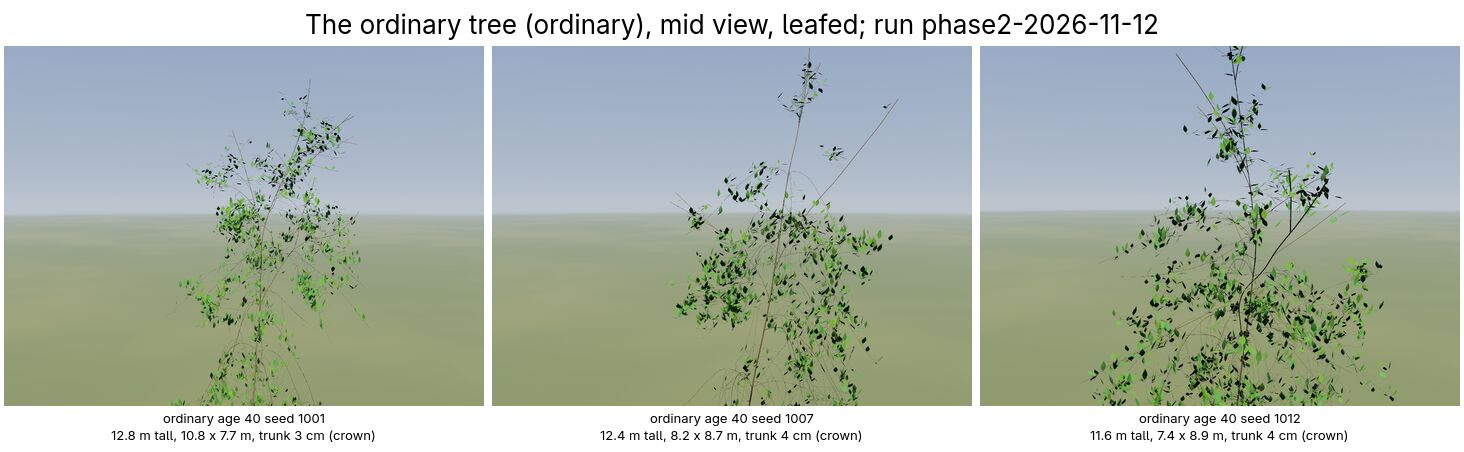 The ordinary tree (ordinary), mid view, leafed; run phase2-2026-11-12
ordinary age 40 seed 1001
12.8 m tall, 10.8 x 7.7 m, trunk 3 cm (crown)
ordinary age 40 seed 1007
12.4 m tall, 8.2 x 8.7 m, trunk 4 cm (crown)
ordinary age 40 seed 1012
11.6 m tall, 7.4 x 8.9 m, trunk 4 cm (crown)